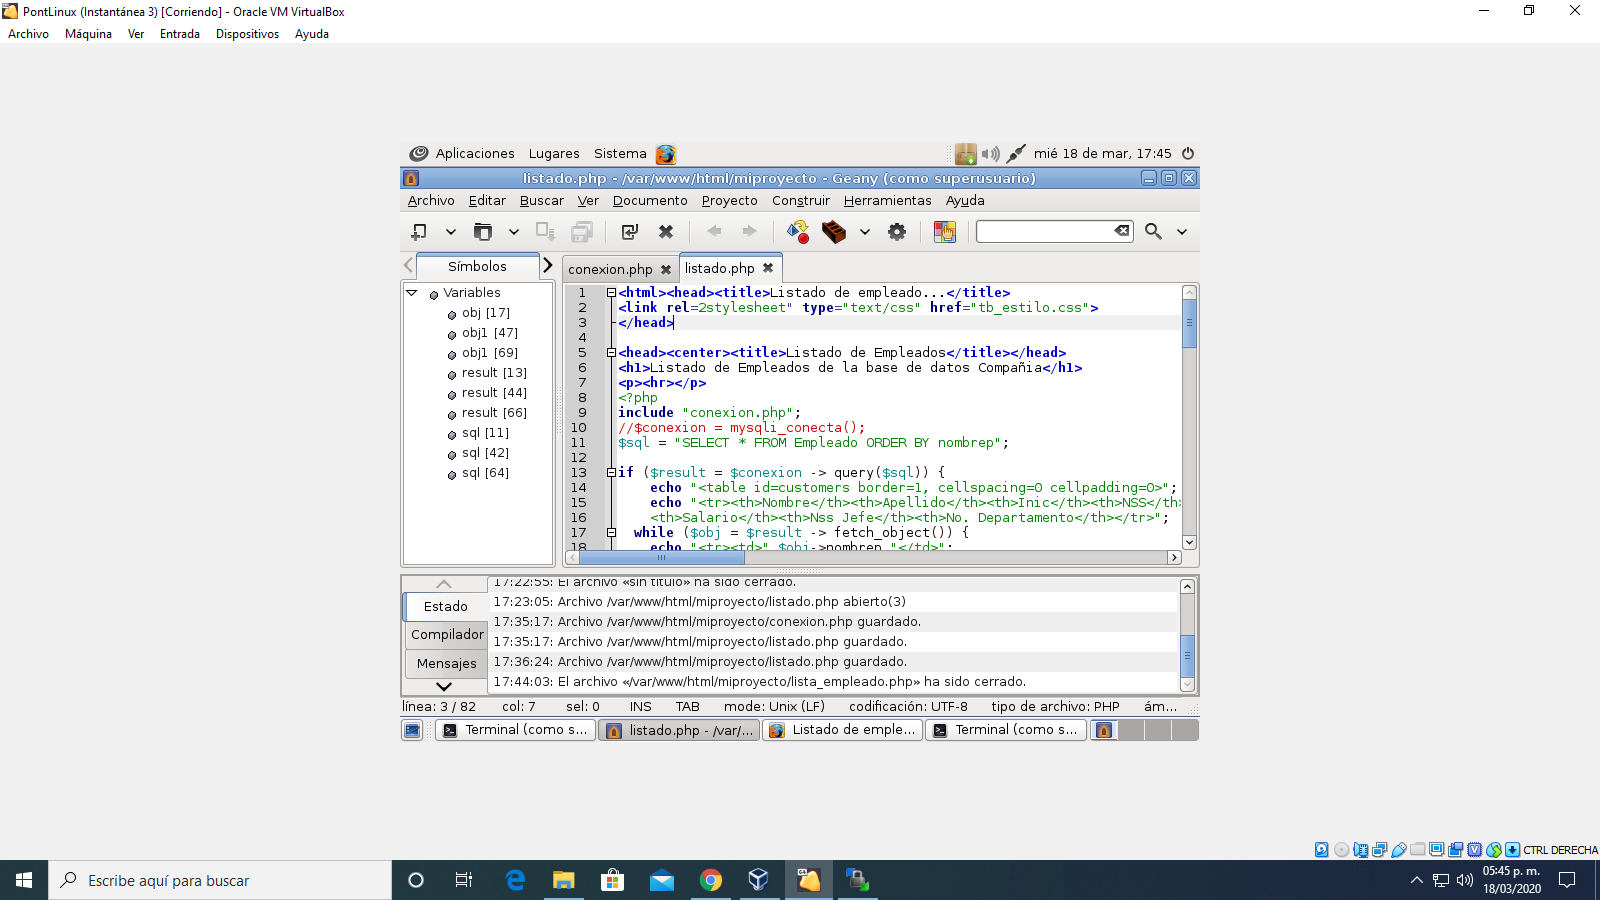 PontLinux (Instantánea 3) [Corriendo] - Oracle VM VirtualBox
Archivo Máquina Ver Entrada Dispositivos Ayuda
Aplicaciones Lugares Sistema mié 18 de mar, 17:45
listado.php - /var/www/html/miproyecto - Geany (como superusuario)
Archivo Editar Buscar Ver Documento Proyecto Construir Herramientas Ayuda
Símbolos
Variables
obj [17]
obj1 [47]
obj1 [69]
result [13]
result [44]
result [66]
sql [11]
sql [42]
sql [64]
conexion.php listado.php
1 <html><head><title>Listado de empleado...</title>
2 <link rel=2stylesheet" type="text/css" href="tb_estilo.css">
3 </head>
4
5 <head><center><title>Listado de Empleados</title></head>
6 <h1>Listado de Empleados de la base de datos Compañia</h1>
7 <p><hr></p>
8 <?php
9 include "conexion.php";
10 //$conexion = mysqli_conecta();
11 $sql = "SELECT * FROM Empleado ORDER BY nombrep";
12
13 if ($result = $conexion -> query($sql)) {
14 echo "<table id=customers border=1, cellspacing=0 cellpadding=0>";
15 echo "<tr><th>Nombre</th><th>Apellido</th><th>Inic</th><th>NSS</th>
16 <th>Salario</th><th>Nss Jefe</th><th>No. Departamento</th></tr>";
17 while ($obj = $result -> fetch_object()) {
18 echo "<tr><td>" $obj->nombrep "</td>";
17:22:55: El archivo «sin título» ha sido cerrado.
17:23:05: Archivo /var/www/html/miproyecto/listado.php abierto(3)
17:35:17: Archivo /var/www/html/miproyecto/conexion.php guardado.
17:35:17: Archivo /var/www/html/miproyecto/listado.php guardado.
17:36:24: Archivo /var/www/html/miproyecto/listado.php guardado.
17:44:03: El archivo «/var/www/html/miproyecto/lista_empleado.php» ha sido cerrado.
Estado
Compilador
Mensajes
línea: 3 / 82 col: 7 sel: 0 INS TAB modo: Unix (LF) codificación: UTF-8 tipo de archivo: PHP ám...
Terminal (como s... listado.php - /var/... Listado de emple... Terminal (como s...
CTRL DERECHA
Escribe aquí para buscar
05:45 p. m.
18/03/2020